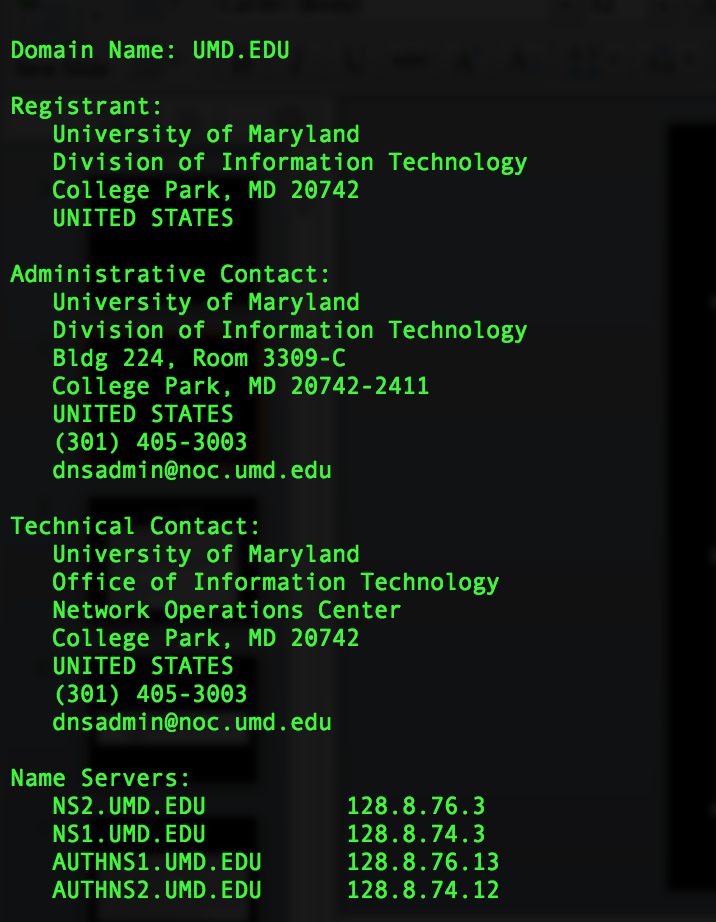 Domain Name: UMD.EDU
Registrant:
University of Maryland
Division of Information Technology
College Park, MD 20742
UNITED STATES
Administrative Contact:
University of Maryland
Division of Information Technology
Bldg 224, Room 3309-C
College Park, MD 20742-2411
UNITED STATES
(301) 405-3003
dnsadmin@noc.umd.edu
Technical Contact:
University of Maryland
Office of Information Technology
Network Operations Center
College Park, MD 20742
UNITED STATES
(301) 405-3003
dnsadmin@noc.umd.edu
Name Servers:
NS2.UMD.EDU 128.8.76.3
NS1.UMD.EDU 128.8.74.3
AUTHNS1.UMD.EDU 128.8.76.13
AUTHNS2.UMD.EDU 128.8.74.12